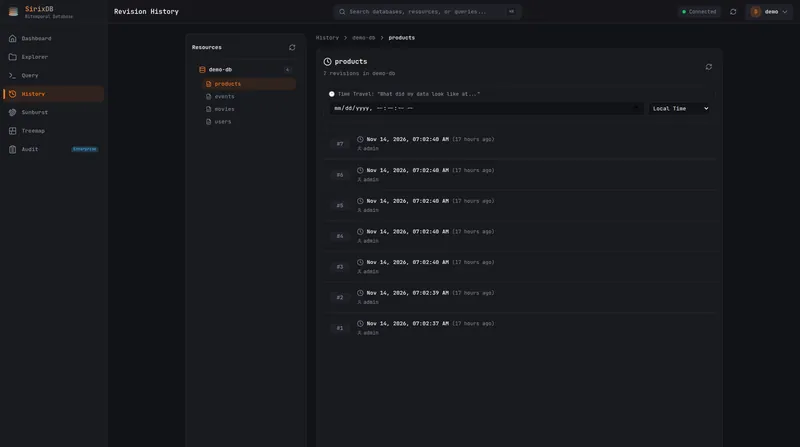 SirixDB
Bitemporal Database
Revision History
Search databases, resources, or queries...
Connected
demo
Dashboard
Explorer
Query
History
Sunburst
Treemap
Audit
Enterprise
Resources
demo-db
products
events
movies
users
History > demo-db > products
products
7 revisions in demo-db
Time Travel: "What did my data look like at..."
mm/dd/yyyy, --:--:-- --
Local Time
#7 Nov 14, 2026, 07:02:40 AM (17 hours ago)
admin
#6 Nov 14, 2026, 07:02:40 AM (17 hours ago)
admin
#5 Nov 14, 2026, 07:02:40 AM (17 hours ago)
admin
#4 Nov 14, 2026, 07:02:40 AM (17 hours ago)
admin
#3 Nov 14, 2026, 07:02:40 AM (17 hours ago)
admin
#2 Nov 14, 2026, 07:02:39 AM (17 hours ago)
admin
#1 Nov 14, 2026, 07:02:37 AM (17 hours ago)
admin